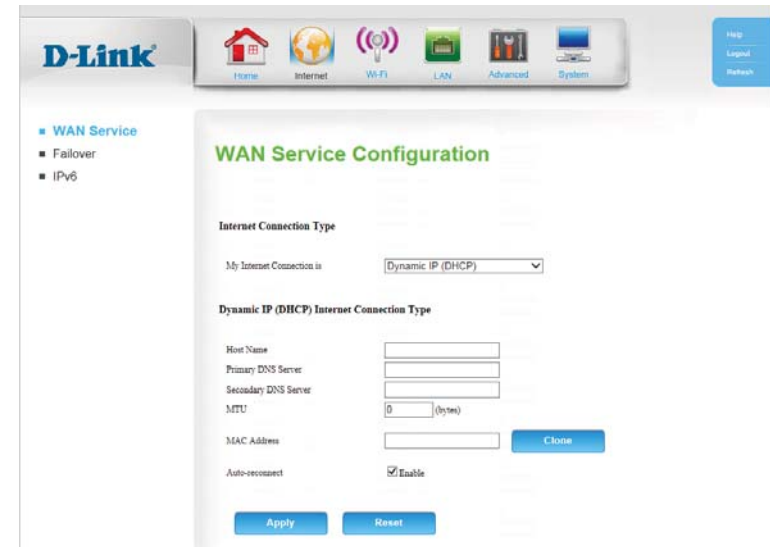 D-Link
Home Internet Wi-Fi LAN Advanced System
Help
Logout
Refresh
WAN Service
Failover
IPv6
WAN Service Configuration
Internet Connection Type
My Internet Connection is Dynamic IP (DHCP)
Dynamic IP (DHCP) Internet Connection Type
Host Name
Primary DNS Server
Secondary DNS Server
MTU 0 (bytes)
MAC Address Clone
Auto-reconnect Enable
Apply Reset